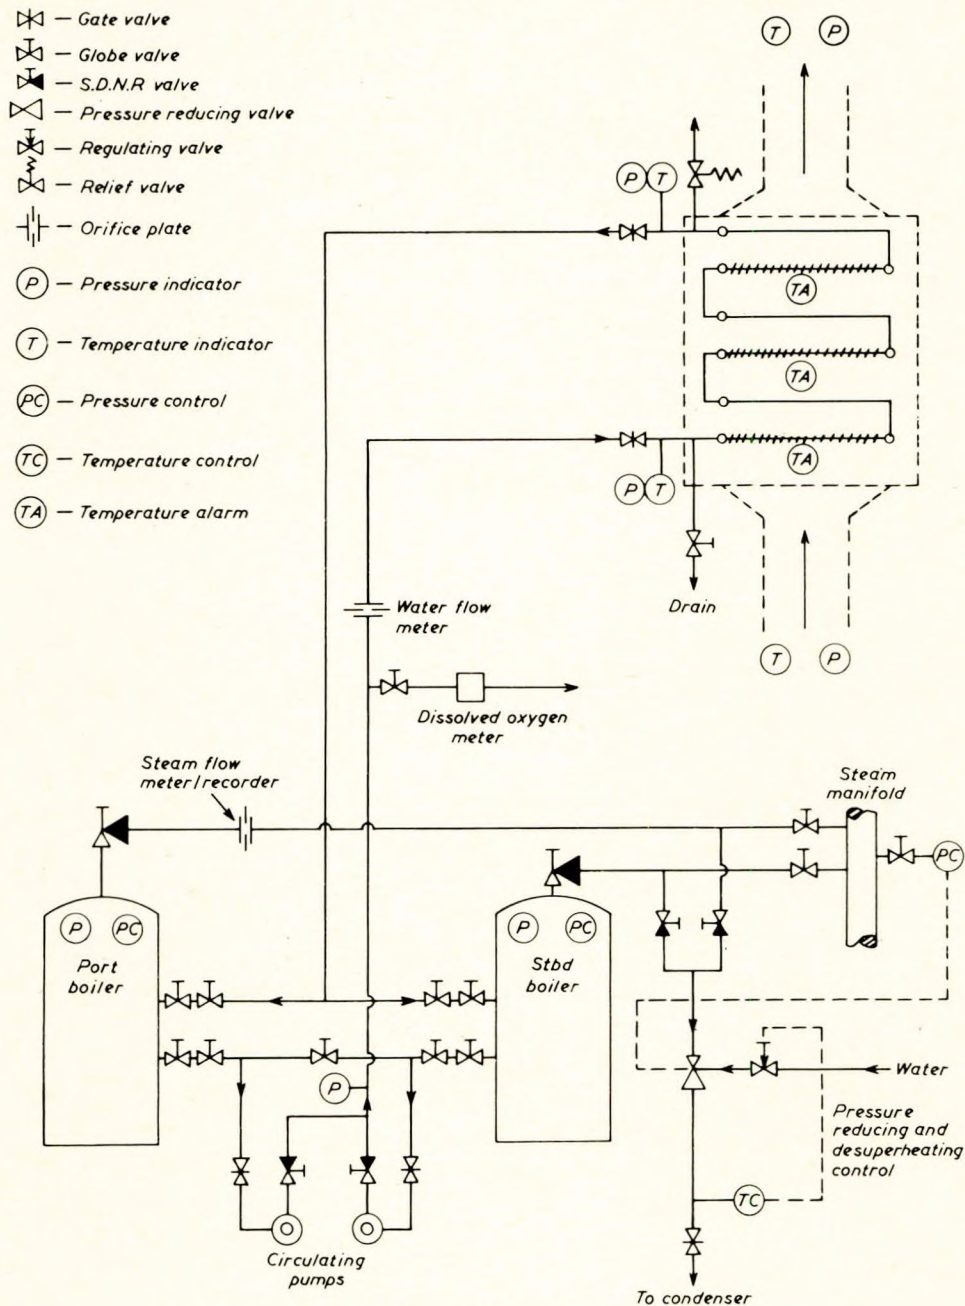 — Gate valve
— Globe valve
— S.D.N.R valve
— Pressure reducing valve
— Regulating valve
— Relief valve
— Orifice plate
P — Pressure indicator
T — Temperature indicator
PC — Pressure control
TC — Temperature control
TA — Temperature alarm
T P
P T
TA
TA
TA
P T
Drain
T P
Water flow
meter
Dissolved oxygen
meter
Steam flow
meter/recorder
Steam
manifold
PC
P PC
Port
boiler
P PC
Stbd
boiler
P
Water
Pressure
reducing and
desuperheating
control
TC
Circulating
pumps
To condenser